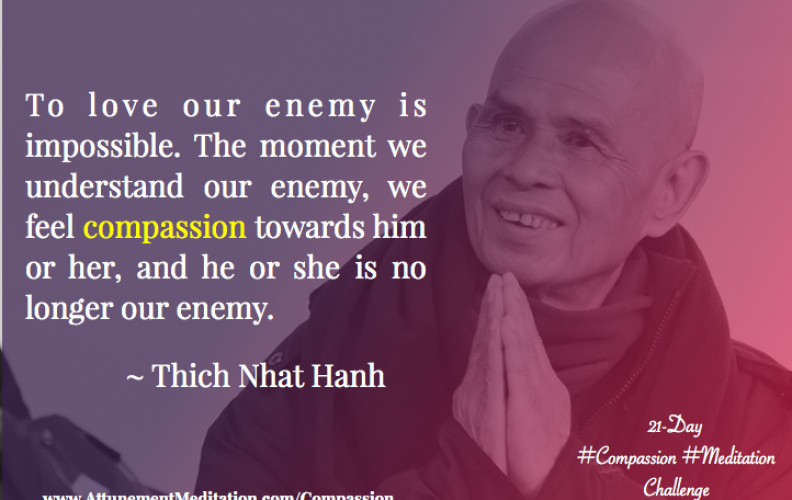 To love our enemy is
impossible. The moment we
understand our enemy, we
feel compassion towards him
or her, and he or she is no
longer our enemy.
~ Thich Nhat Hanh
21-Day
#Compassion #Meditation
Challenge
www.AttunementMeditation.com/Compassion